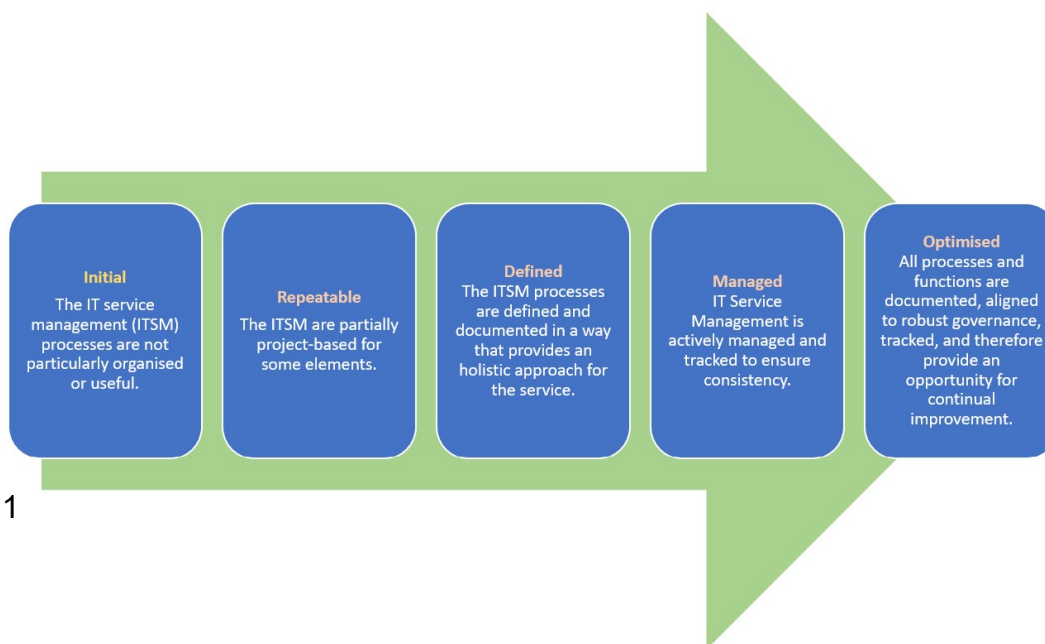 Initial
The IT service
management (ITSM)
processes are not
particularly organised
or useful.
Repeatable
The ITSM are partially
project-based for
some elements.
Defined
The ITSM processes
are defined and
documented in a way
that provides an
holistic approach for
the service.
Managed
IT Service
Management is
actively managed and
tracked to ensure
consistency.
Optimised
All processes and
functions are
documented, aligned
to robust governance,
tracked, and therefore
provide an
opportunity for
continual
improvement.
1